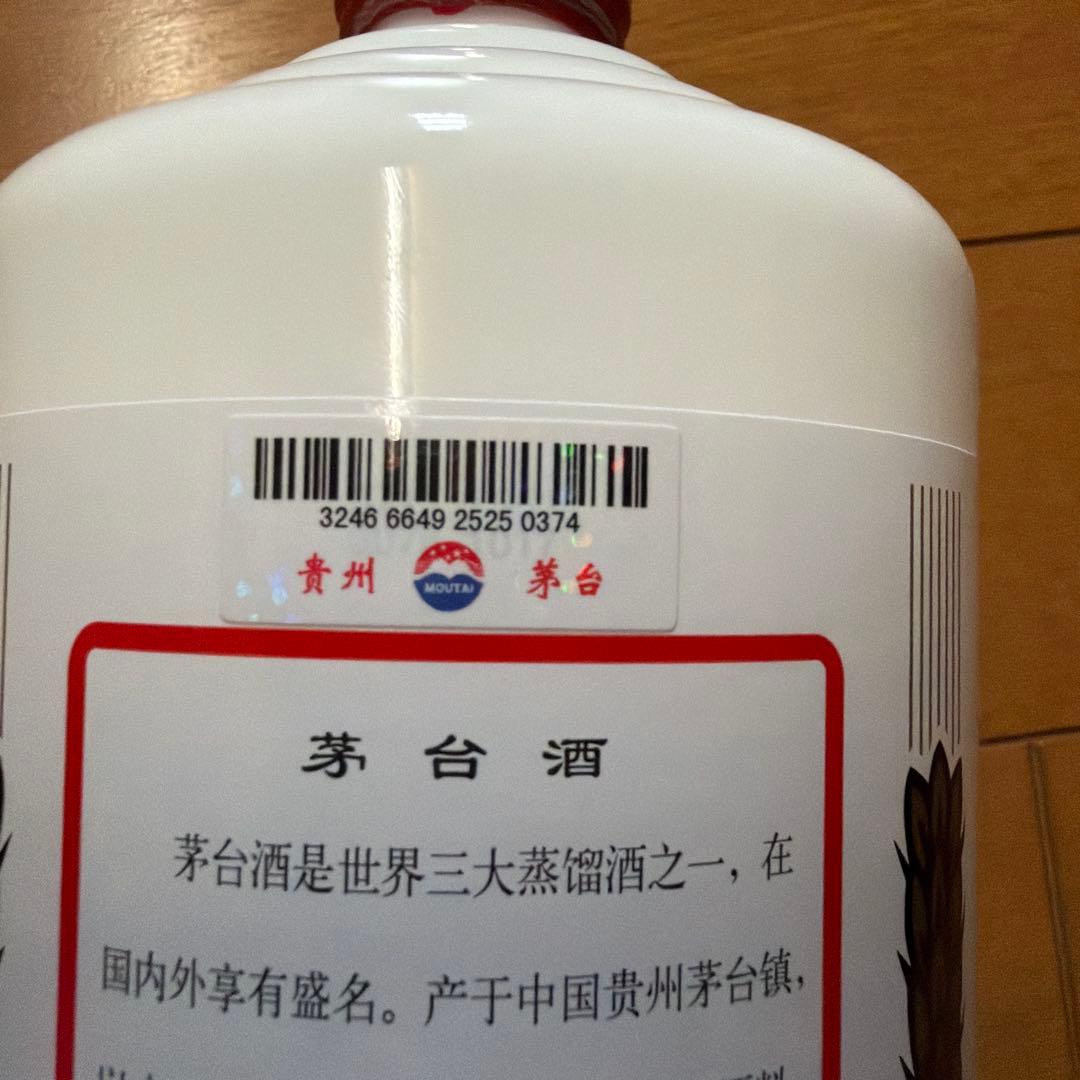 3246 6649 2525 0374
贵州 MOUTAI 茅台
茅台酒
茅台酒是世界三大蒸馏酒之一，在
国内外享有盛名。产于中国贵州茅台镇，